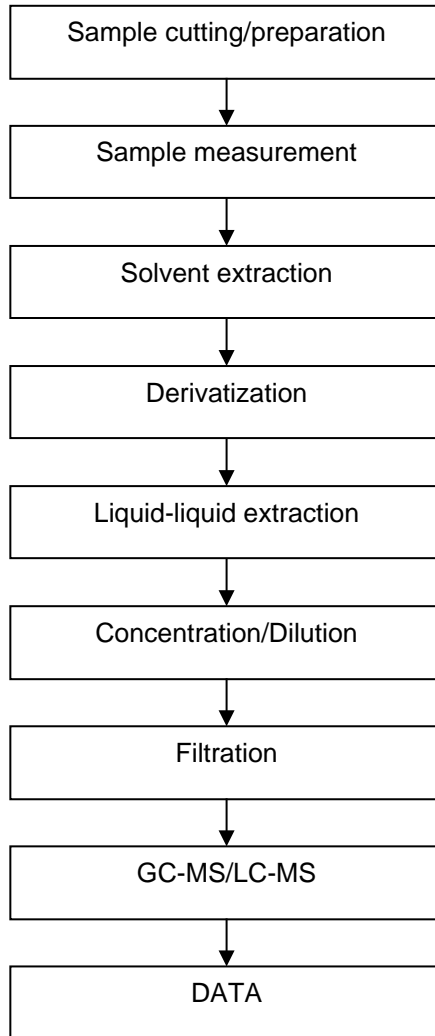 Sample cutting/preparation
Sample measurement
Solvent extraction
Derivatization
Liquid-liquid extraction
Concentration/Dilution
Filtration
GC-MS/LC-MS
DATA